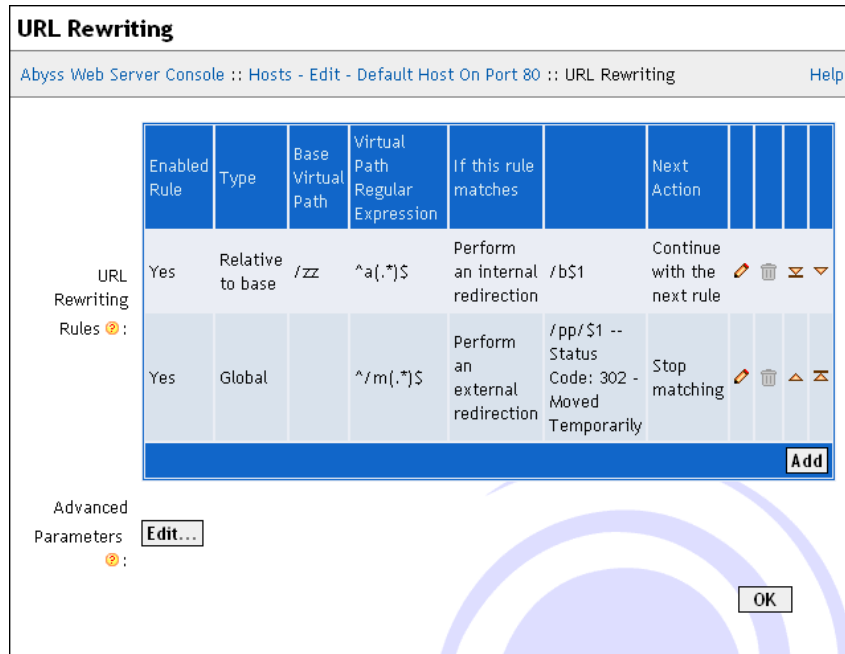 URL Rewriting
Abyss Web Server Console :: Hosts - Edit - Default Host On Port 80 :: URL Rewriting Help
URL
Rewriting
Rules ? :
Enabled
Rule
Type
Base
Virtual
Path
Virtual
Path
Regular
Expression
If this rule
matches
Next
Action
Yes
Relative
to base
/zz
^a(.*)$
Perform
an internal
redirection
/b$1
Continue
with the
next rule
Yes
Global
^/m(.*)$
Perform
an
external
redirection
/pp/$1 --
Status
Code: 302 -
Moved
Temporarily
Stop
matching
Add
Advanced
Parameters
? :
Edit...
OK